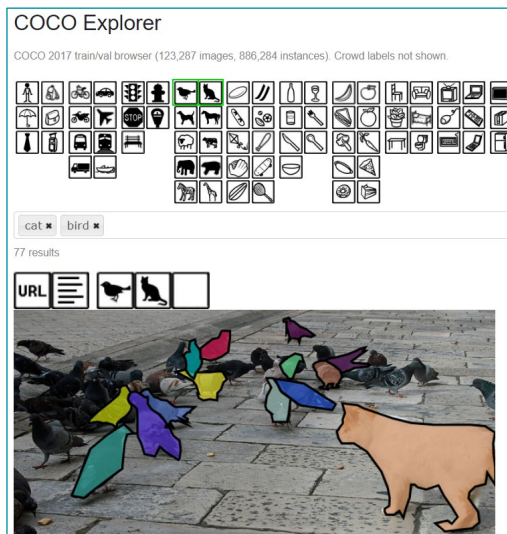 COCO Explorer
COCO 2017 train/val browser (123,287 images, 886,284 instances). Crowd labels not shown.
STOP
cat ✖ bird ✖
77 results
URL